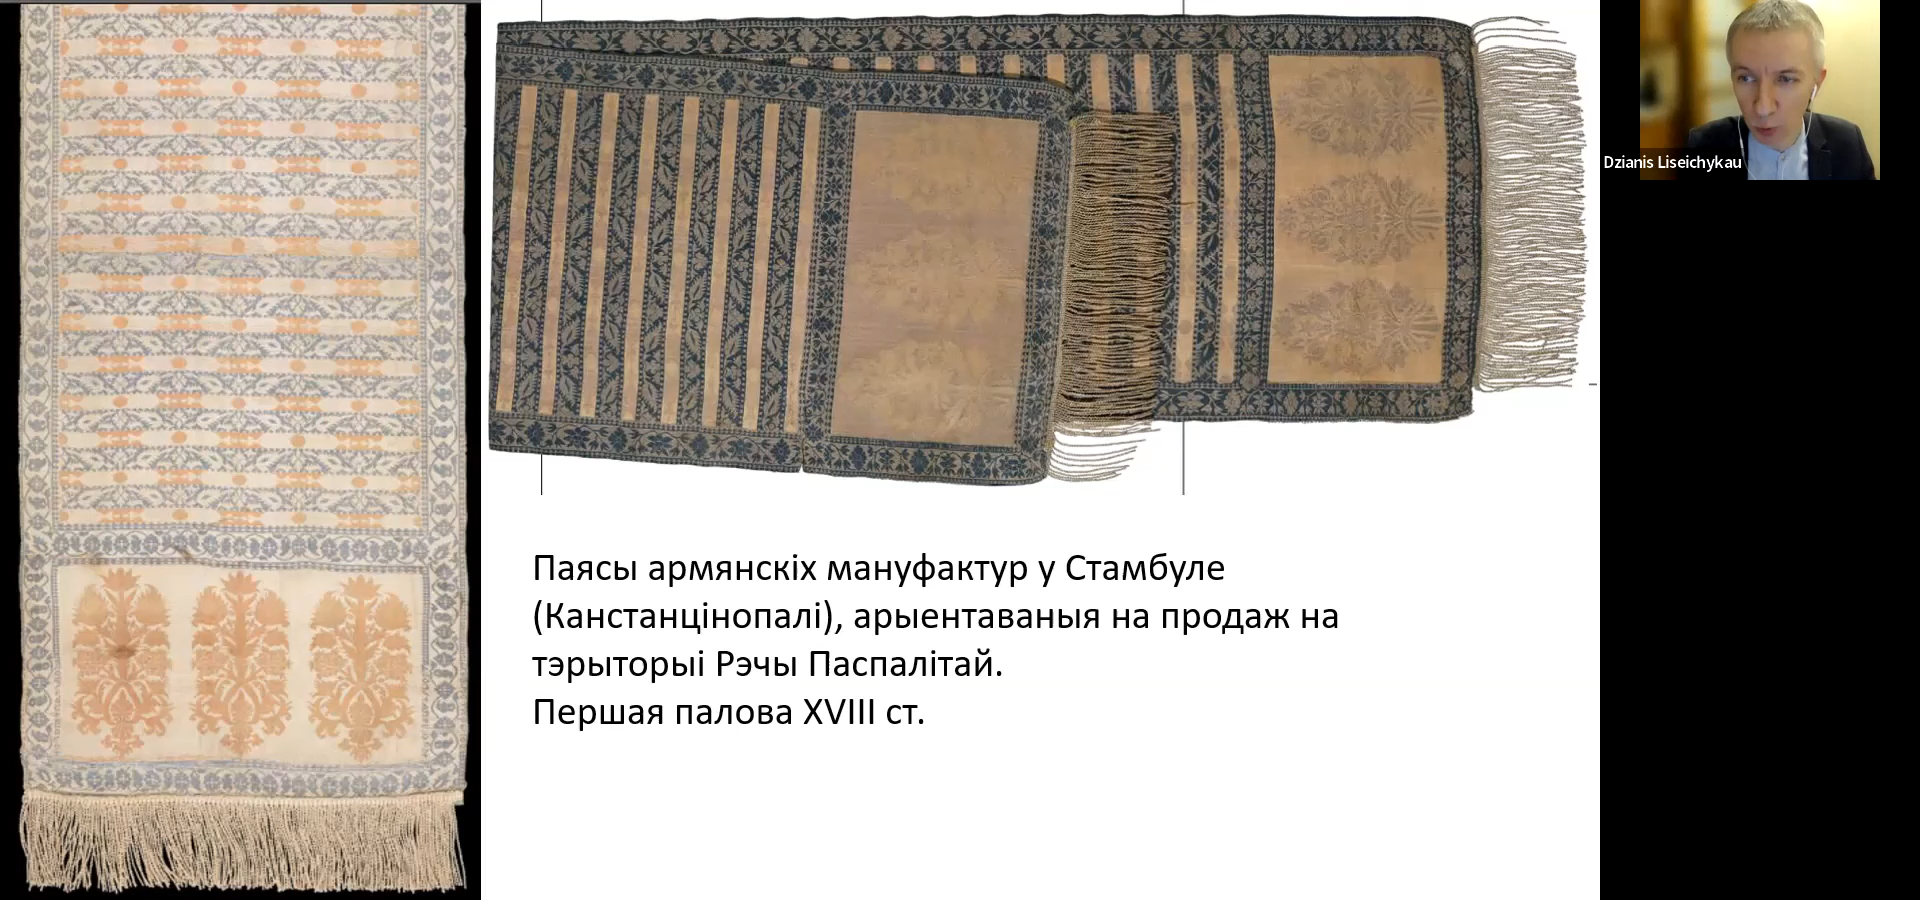 Dzianis Liseichykau
Паясы армянскіх мануфактур у Стамбуле
(Канстанцінопалі), арыентаваныя на продаж на
тэрыторыі Рэчы Паспалітай.
Першая палова XVIII ст.